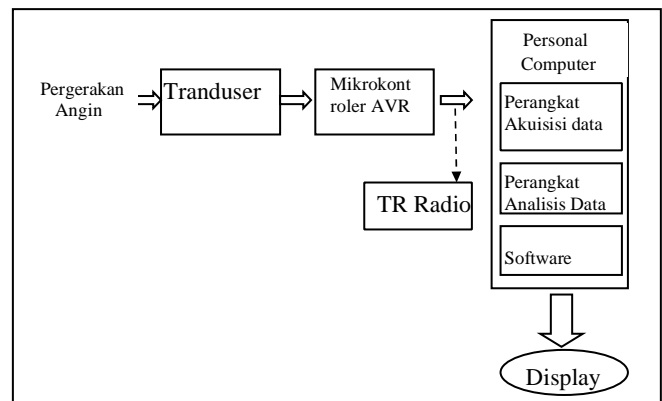 Pergerakan
Angin
Tranduser
Mikrokont
roler AVR
TR Radio
Personal
Computer
Perangkat
Akuisisi data
Perangkat
Analisis Data
Software
Display